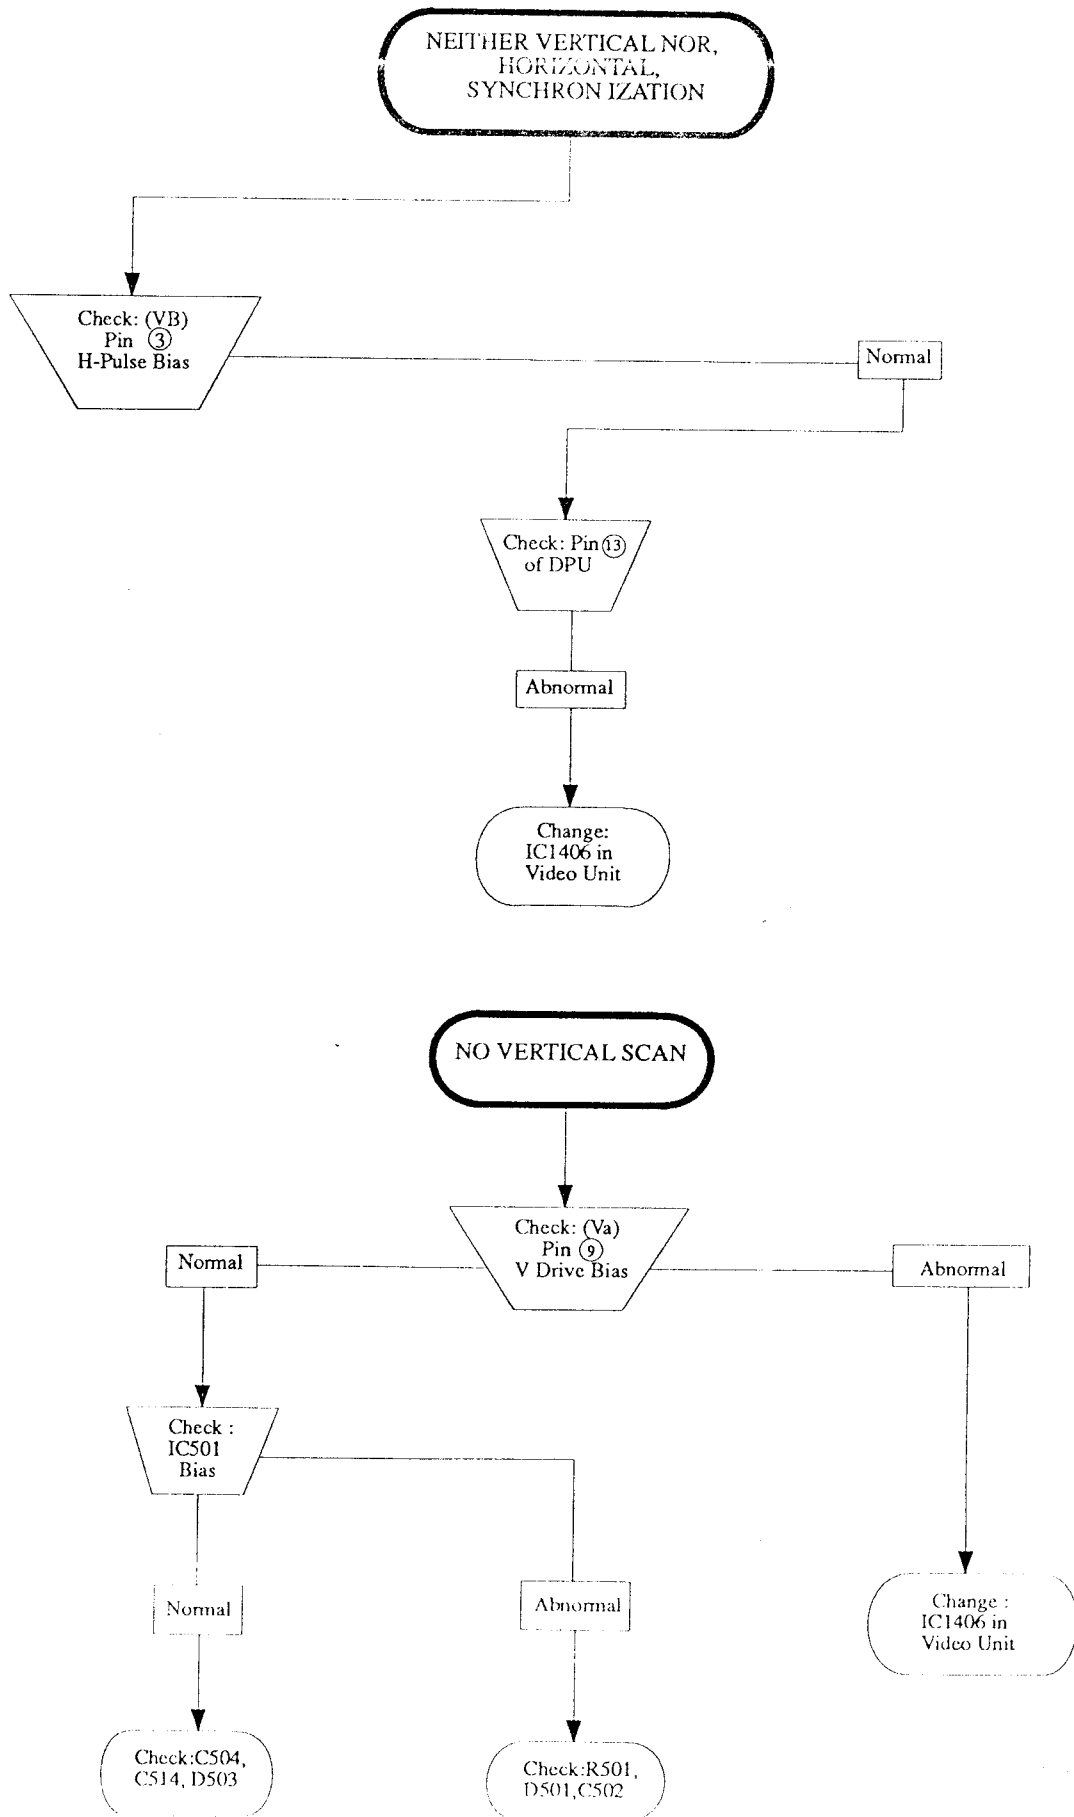 NEITHER VERTICAL NOR,
HORIZONTAL,
SYNCHRON IZATION
Check: (VB)
Pin 3
H-Pulse Bias
Normal
Check: Pin 13
of DPU
Abnormal
Change:
IC1406 in
Video Unit
NO VERTICAL SCAN
Check: (Va)
Pin 9
V Drive Bias
Normal
Abnormal
Check :
IC501
Bias
Normal
Abnormal
Change :
IC1406 in
Video Unit
Check:C504,
C514, D503
Check:R501,
D501,C502